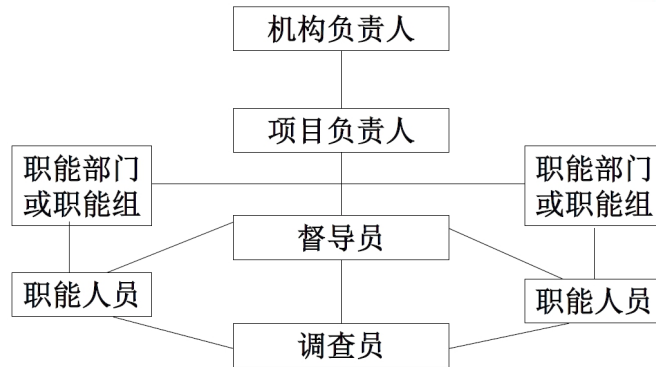 机构负责人
项目负责人
职能部门
或职能组
职能部门
或职能组
督导员
职能人员
职能人员
调查员